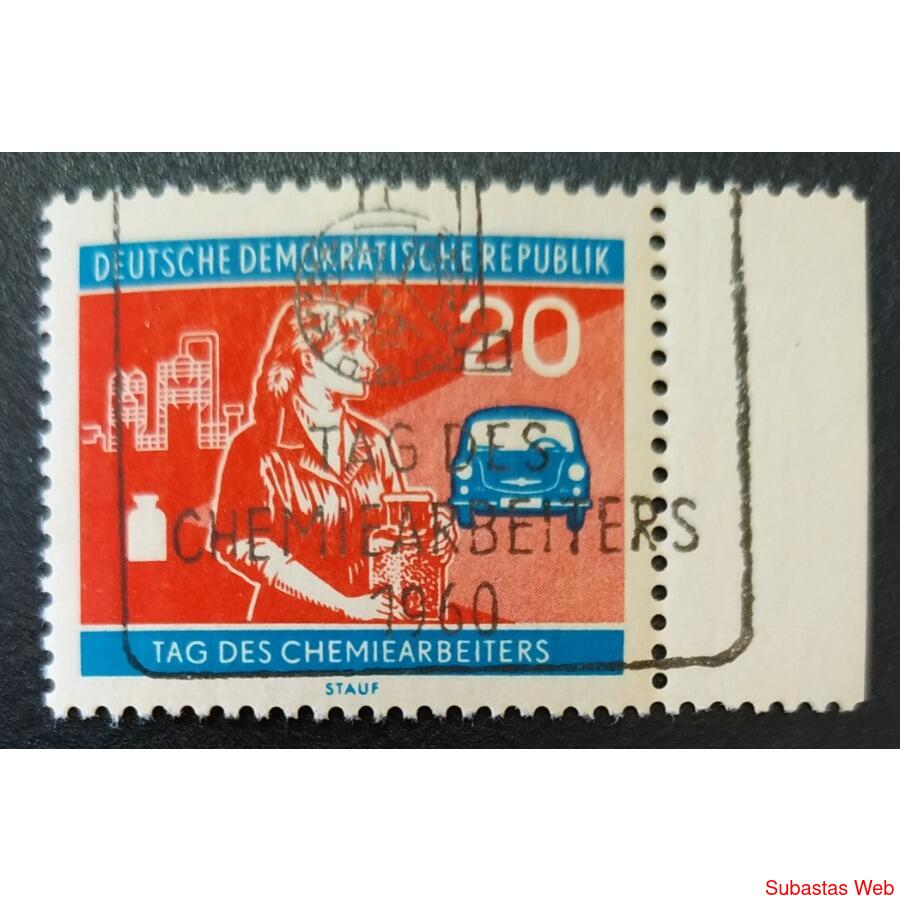 DEUTSCHE DEMOKRATISCHE REPUBLIK
20
TAG DES
CHEMIEARBEITERS
1960
TAG DES CHEMIEARBEITERS
STAUF
Subastas Web